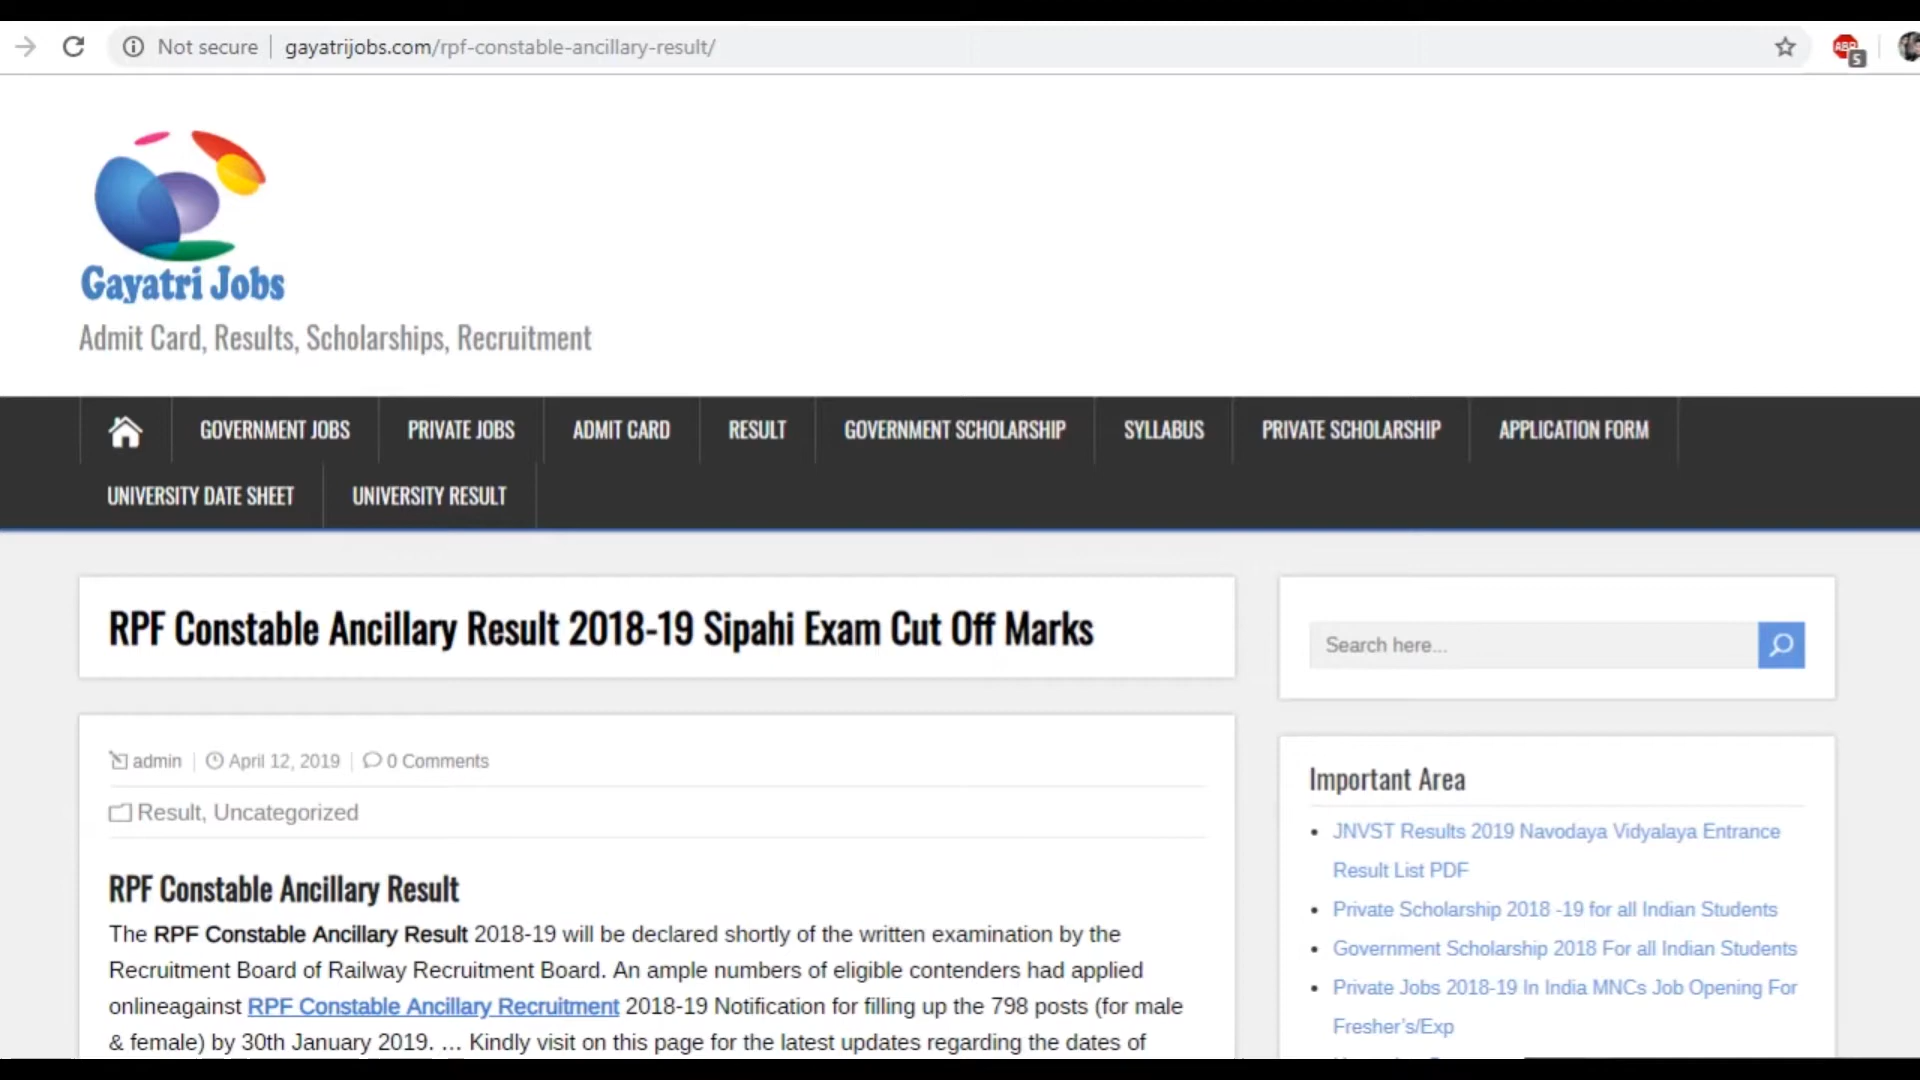 Not secure gayatrijobs.com/rpf-constable-ancillary-result/
ABP
5
Gayatri Jobs
Admit Card, Results, Scholarships, Recruitment
GOVERNMENT JOBS PRIVATE JOBS ADMIT CARD RESULT GOVERNMENT SCHOLARSHIP SYLLABUS PRIVATE SCHOLARSHIP APPLICATION FORM
UNIVERSITY DATE SHEET UNIVERSITY RESULT
RPF Constable Ancillary Result 2018-19 Sipahi Exam Cut Off Marks
admin April 12, 2019 0 Comments
Result, Uncategorized
RPF Constable Ancillary Result
The RPF Constable Ancillary Result 2018-19 will be declared shortly of the written examination by the
Recruitment Board of Railway Recruitment Board. An ample numbers of eligible contenders had applied
onlineagainst RPF Constable Ancillary Recruitment 2018-19 Notification for filling up the 798 posts (for male
& female) by 30th January 2019. … Kindly visit on this page for the latest updates regarding the dates of
Search here...
Important Area
JNVST Results 2019 Navodaya Vidyalaya Entrance
Result List PDF
Private Scholarship 2018 -19 for all Indian Students
Government Scholarship 2018 For all Indian Students
Private Jobs 2018-19 In India MNCs Job Opening For
Fresher's/Exp